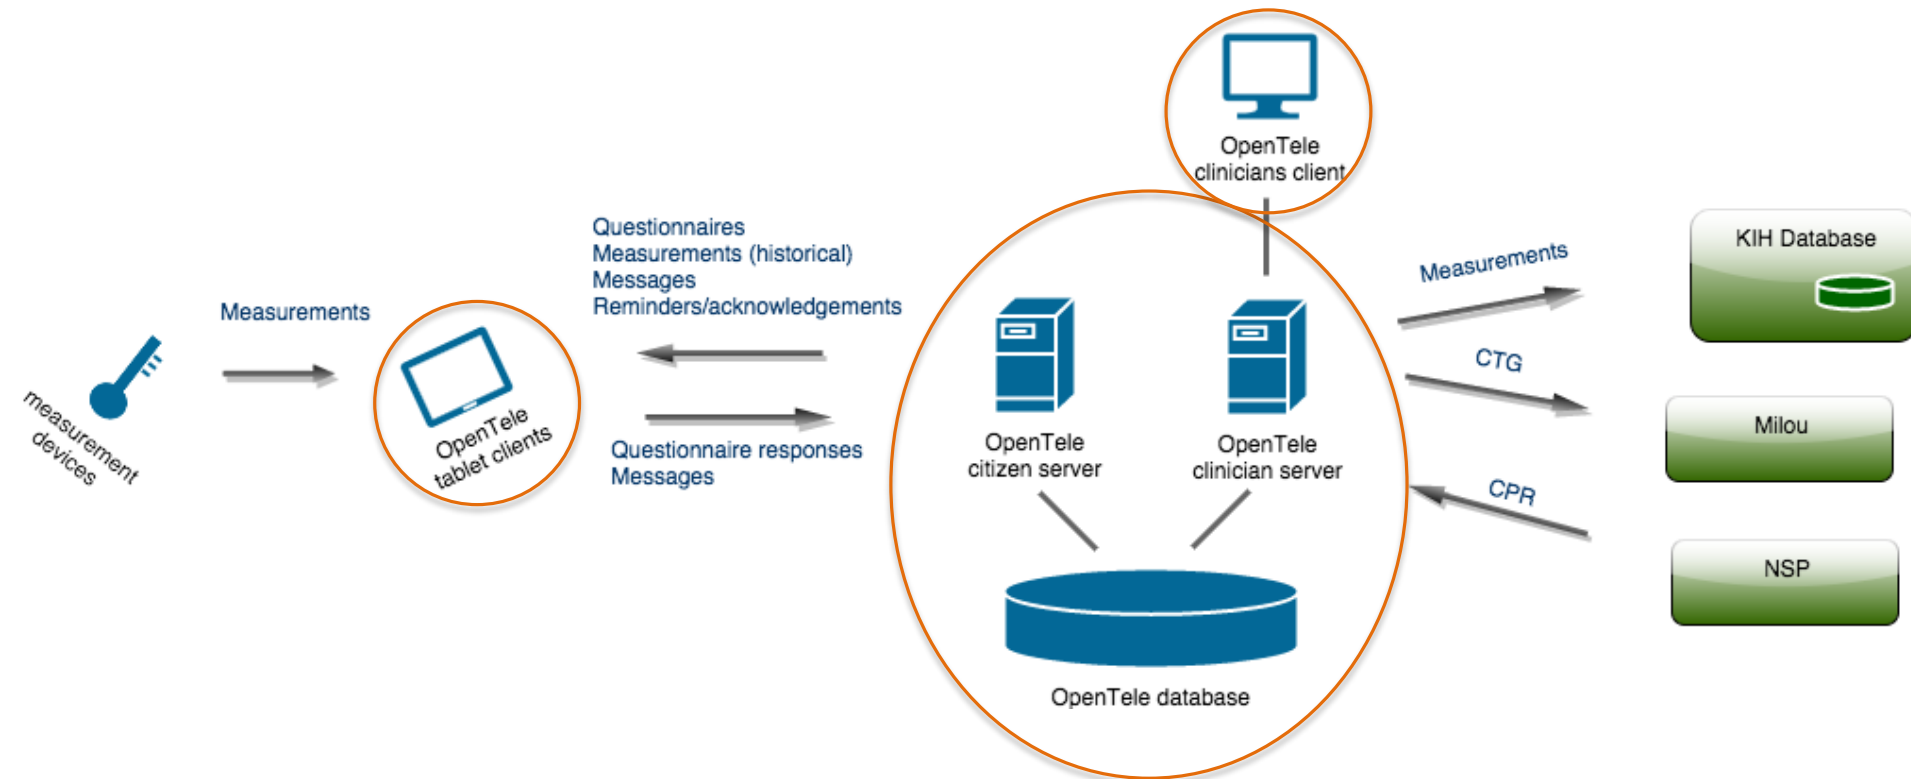 measurement
devices
Measurements
OpenTele
tablet clients
Questionnaires
Measurements (historical)
Messages
Reminders/acknowledgements
Questionnaire responses
Messages
OpenTele
clinicians client
OpenTele
citizen server
OpenTele
clinician server
OpenTele database
Measurements
CTG
CPR
KIH Database
Milou
NSP